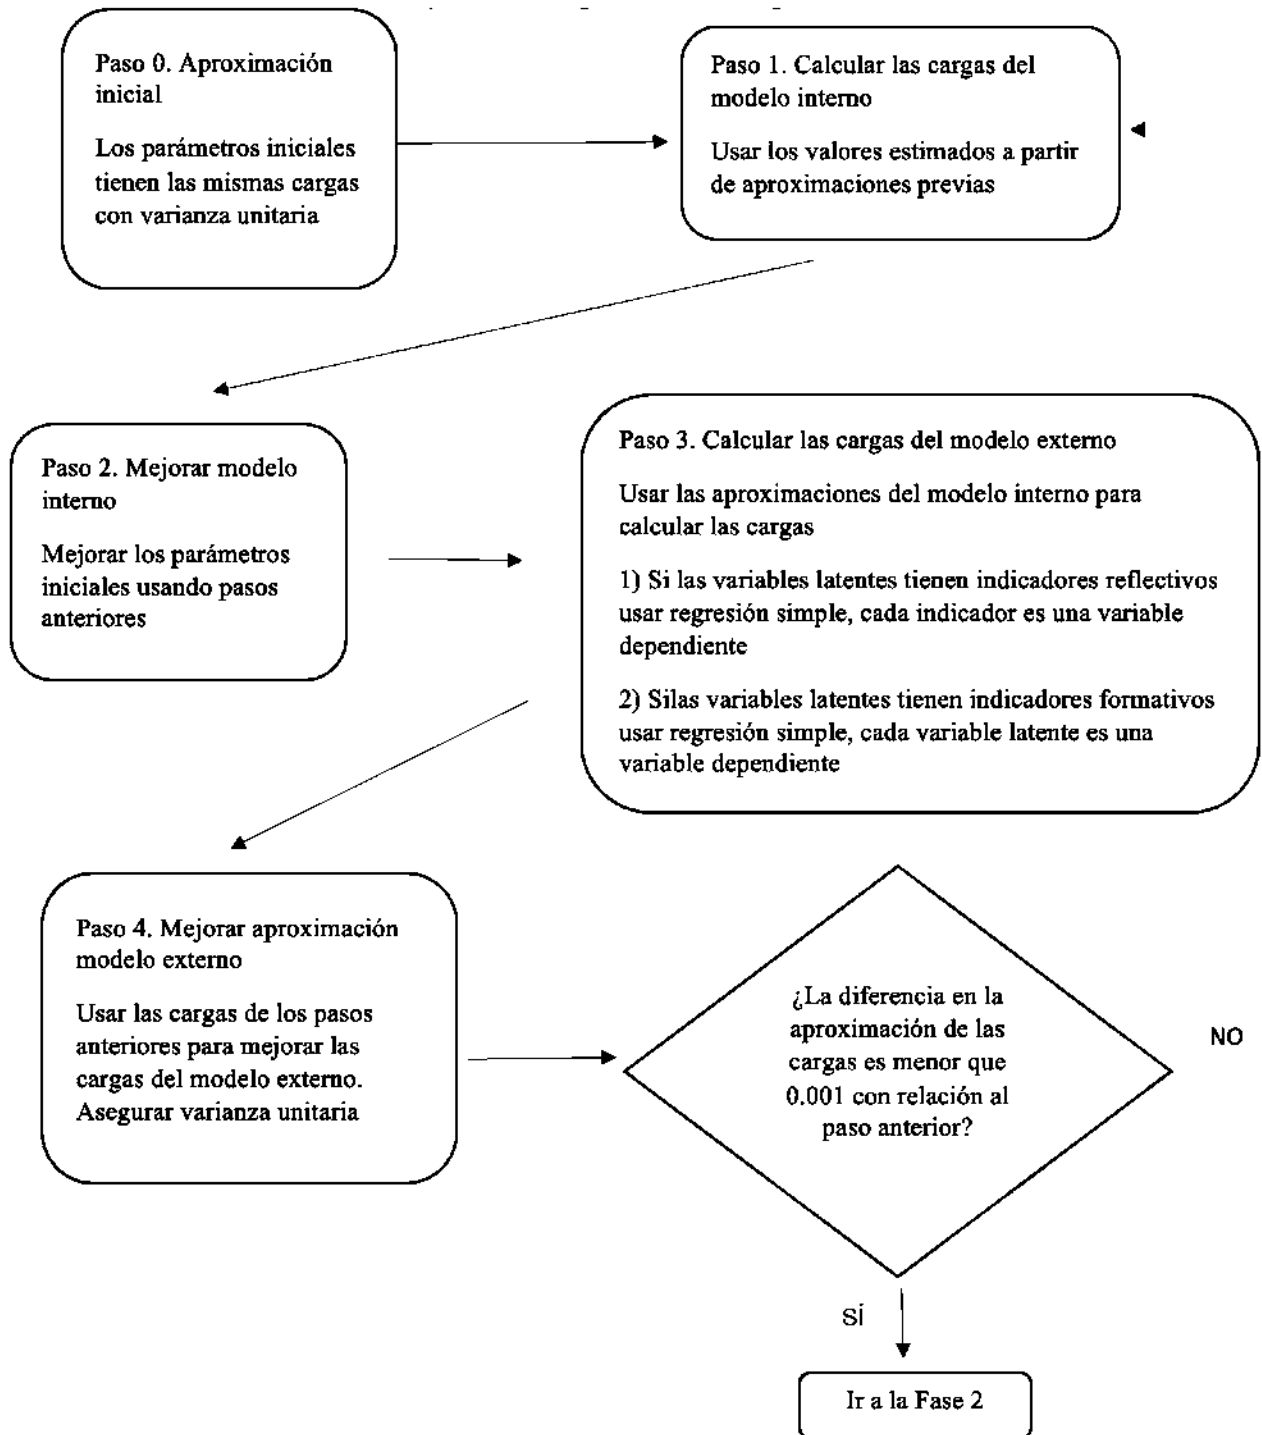 Paso 0. Aproximación
inicial
Los parámetros iniciales
tienen las mismas cargas
con varianza unitaria
Paso 1. Calcular las cargas del
modelo interno
Usar los valores estimados a partir
de aproximaciones previas
Paso 2. Mejorar modelo
interno
Mejorar los parámetros
iniciales usando pasos
anteriores
Paso 3. Calcular las cargas del modelo externo
Usar las aproximaciones del modelo interno para
calcular las cargas
1) Si las variables latentes tienen indicadores reflectivos
usar regresión simple, cada indicador es una variable
dependiente
2) Silas variables latentes tienen indicadores formativos
usar regresión simple, cada variable latente es una
variable dependiente
Paso 4. Mejorar aproximación
modelo externo
Usar las cargas de los pasos
anteriores para mejorar las
cargas del modelo externo.
Asegurar varianza unitaria
¿La diferencia en la
aproximación de las
cargas es menor que
0.001 con relación al
paso anterior?
NO
SÍ
Ir a la Fase 2